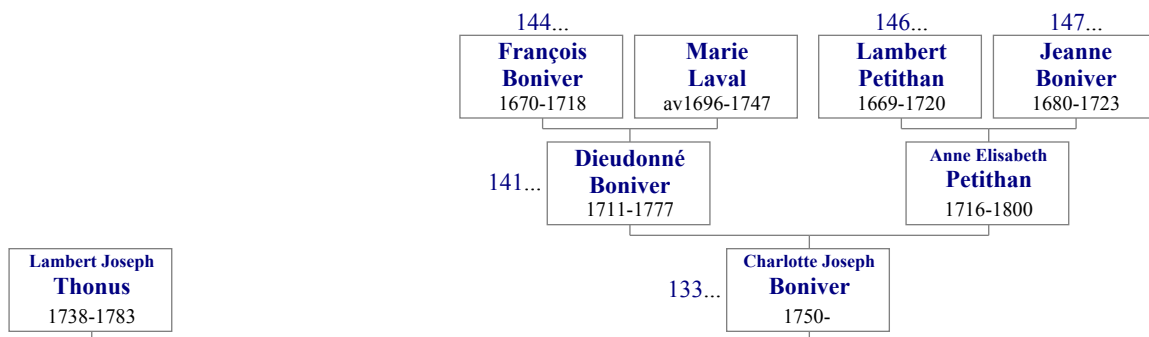 144...
146...
147...
François
Boniver
1670-1718
Marie
Laval
av1696-1747
Lambert
Petithan
1669-1720
Jeanne
Boniver
1680-1723
141...
Dieudonné
Boniver
1711-1777
Anne Elisabeth
Petithan
1716-1800
Lambert Joseph
Thonus
1738-1783
133...
Charlotte Joseph
Boniver
1750-